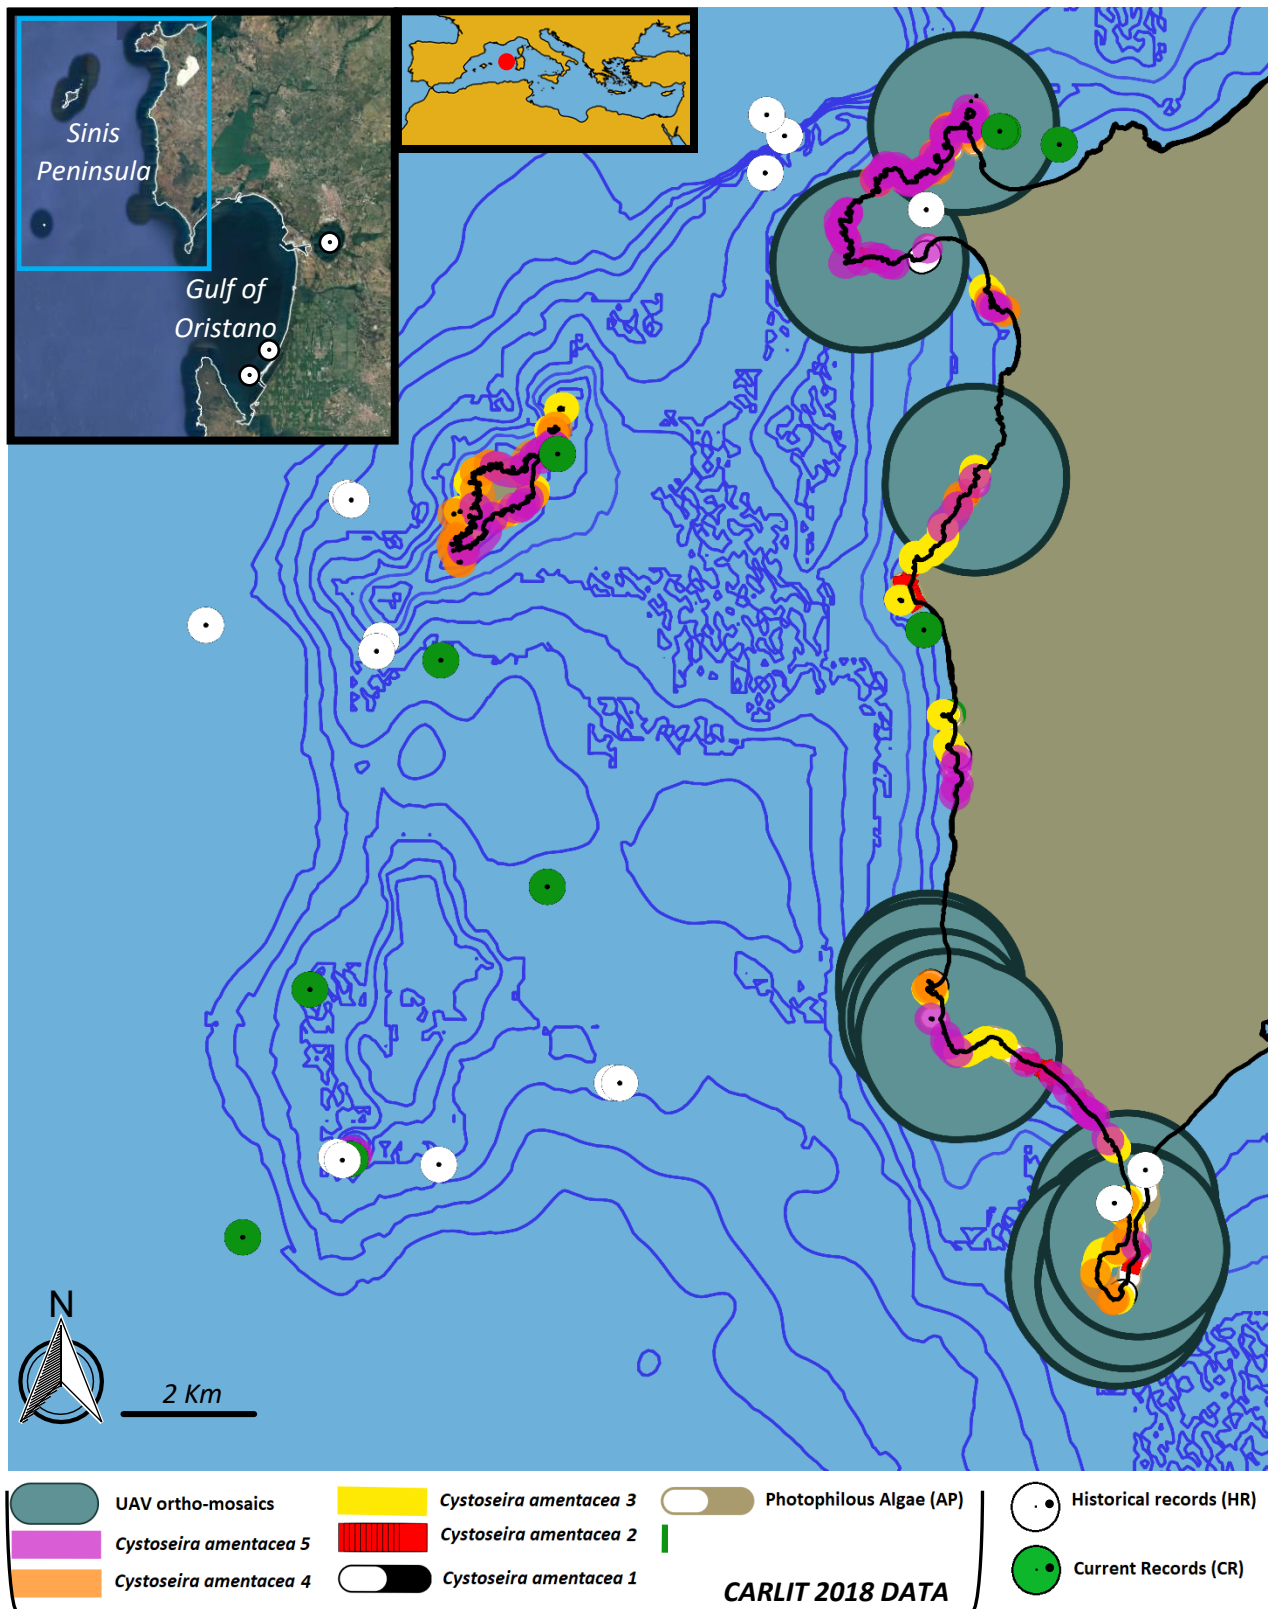 Sinis
Peninsula
Gulf of
Oristano
N
2 Km
UAV ortho-mosaics
Cystoseira amentacea 5
Cystoseira amentacea 4
Cystoseira amentacea 3
Cystoseira amentacea 2
Cystoseira amentacea 1
Photophilous Algae (AP)
CARLIT 2018 DATA
Historical records (HR)
Current Records (CR)